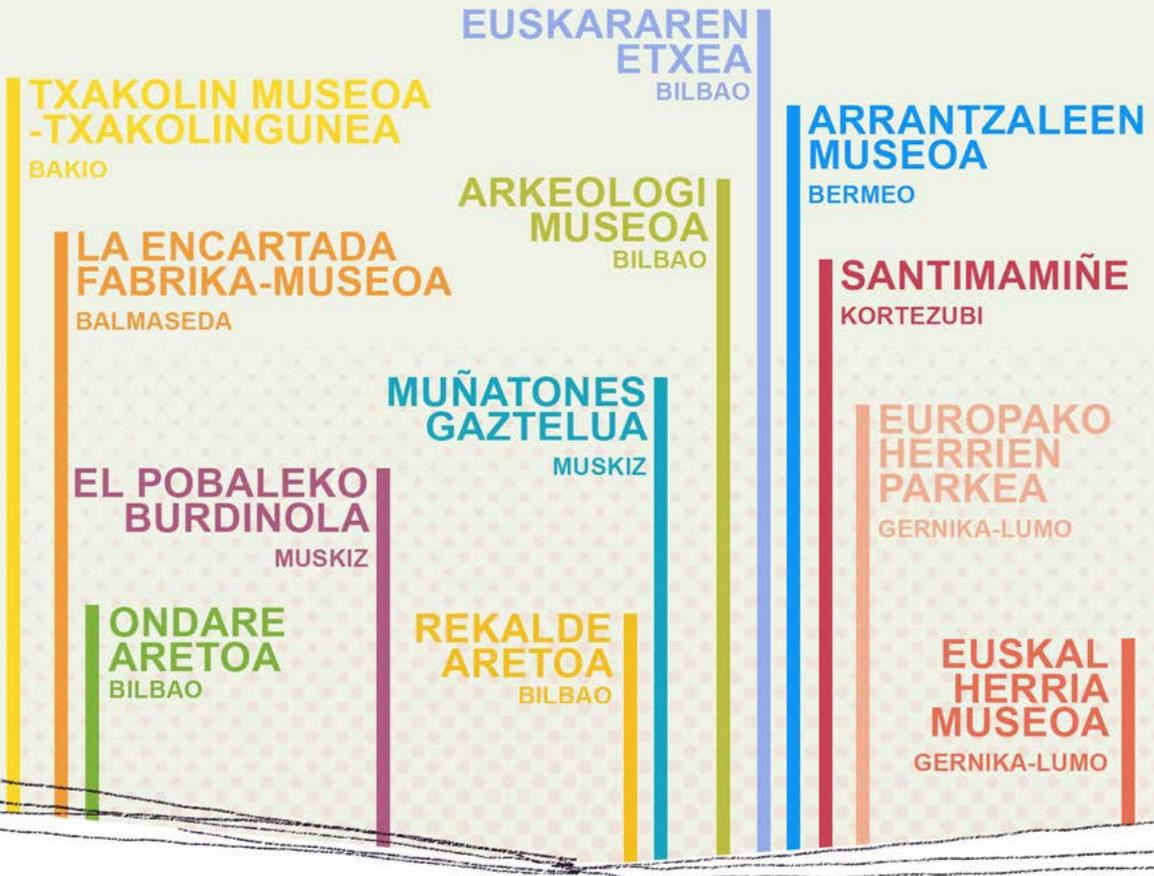 EUSKARAREN
ETXEA
BILBAO
TXAKOLIN MUSEOA
-TXAKOLINGUNEA
BAKIO
ARRANTZALEEN
MUSEOA
BERMEO
ARKEOLOGI
MUSEOA
BILBAO
LA ENCARTADA
FABRIKA-MUSEOA
BALMASEDA
SANTIMAMIÑE
KORTEZUBI
MUÑATONES
GAZTELUA
MUSKIZ
EUROPAKO
HERRIEN
PARKEA
GERNIKA-LUMO
EL POBALEKO
BURDINOLA
MUSKIZ
ONDARE
ARETOA
BILBAO
REKALDE
ARETOA
BILBAO
EUSKAL
HERRIA
MUSEOA
GERNIKA-LUMO